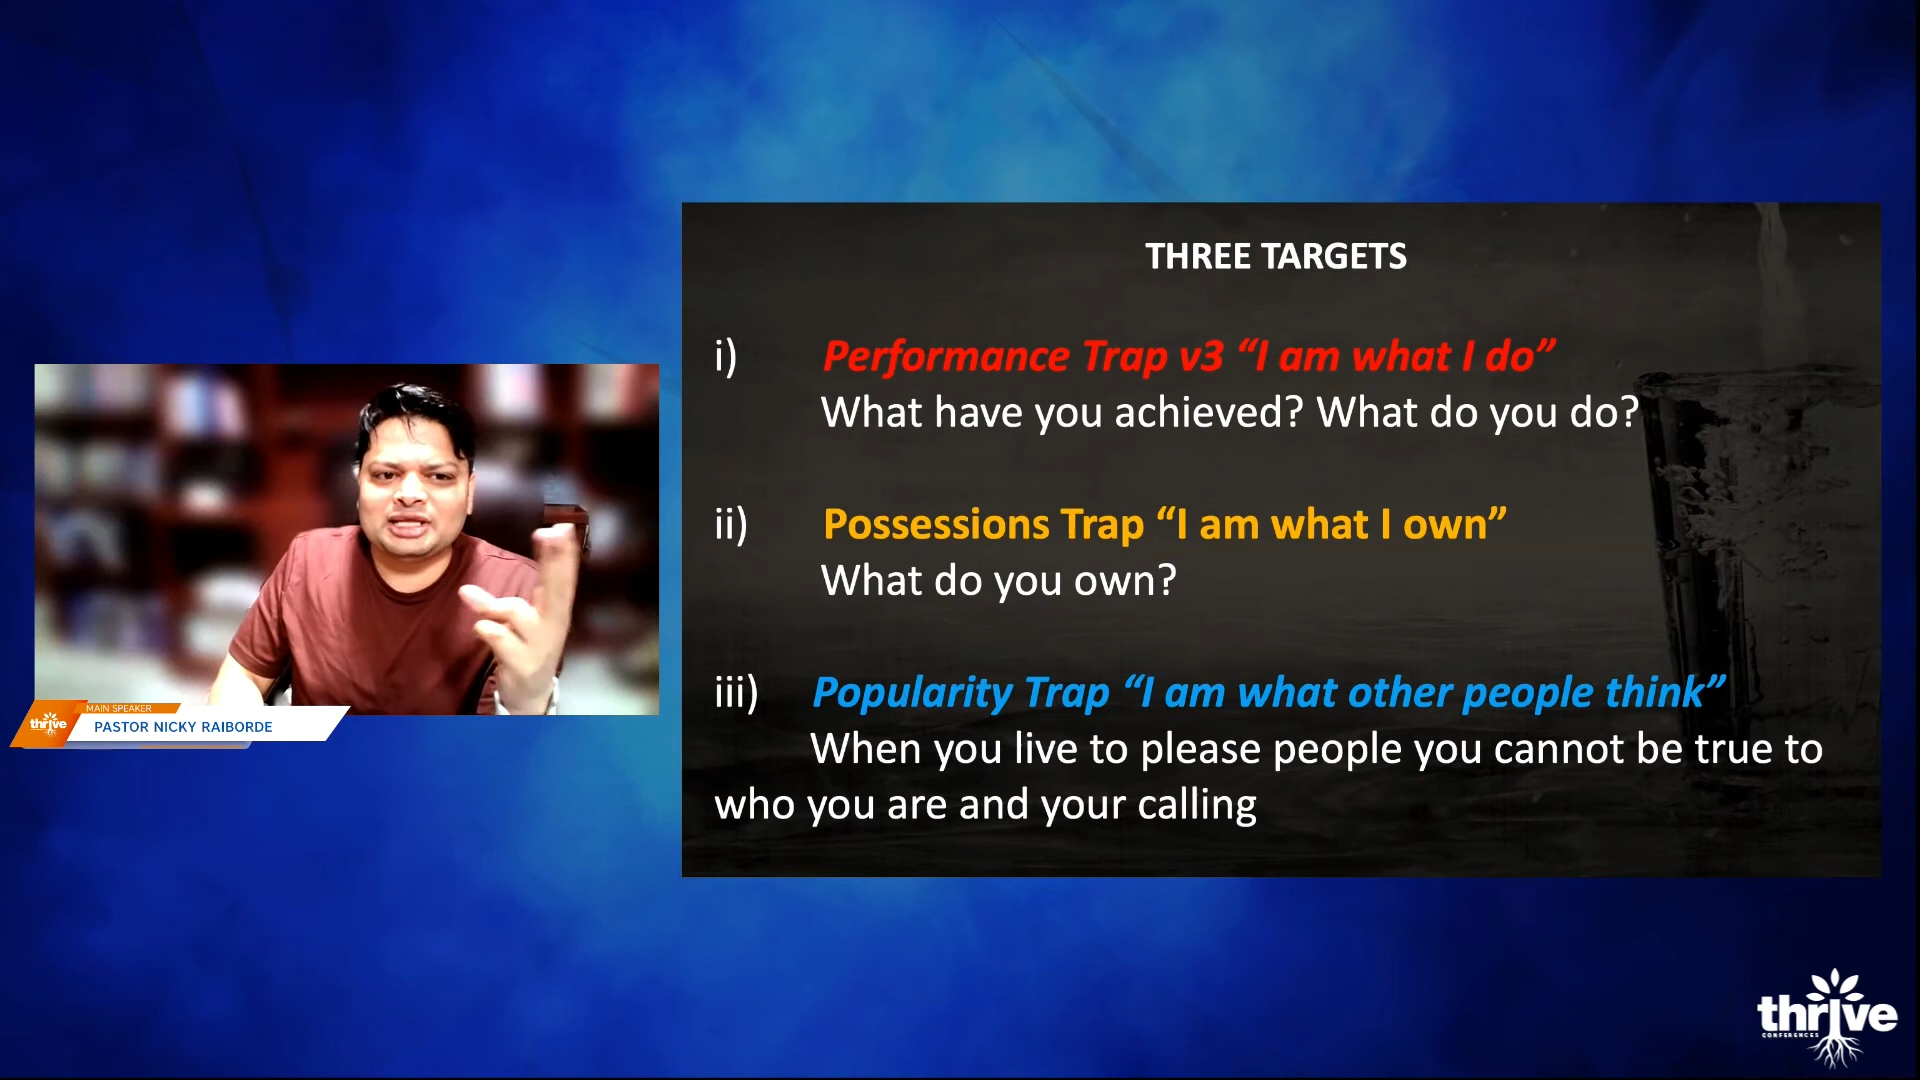 THREE TARGETS
i) Performance Trap v3 “I am what I do”
What have you achieved? What do you do?
ii) Possessions Trap “I am what I own”
What do you own?
iii) Popularity Trap “I am what other people think”
When you live to please people you cannot be true to
who you are and your calling
MAIN SPEAKER
thrive
PASTOR NICKY RAIBORDE
thrive
CONFERENCES